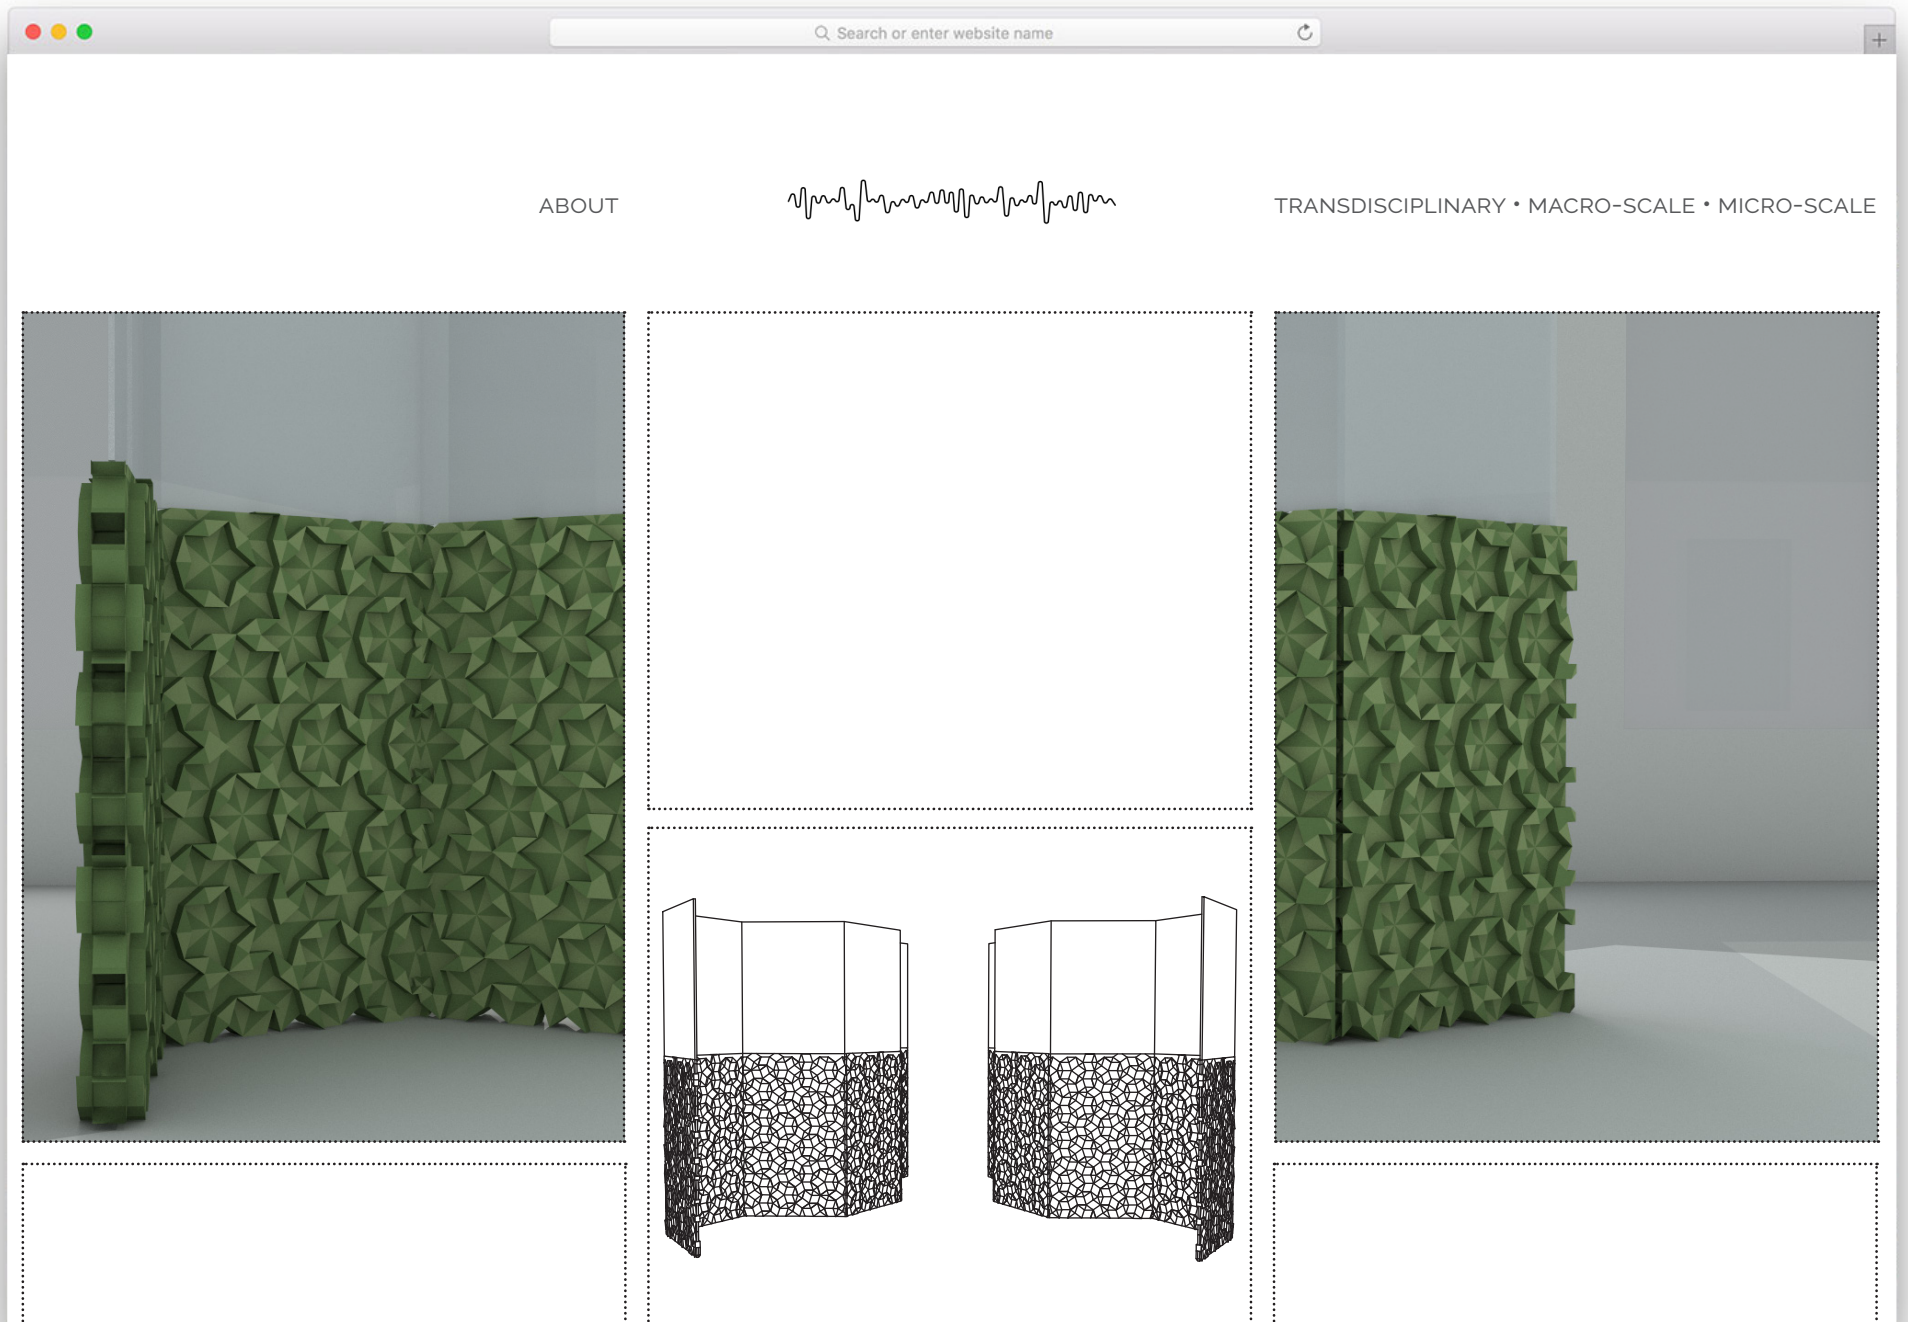 Search or enter website name
ABOUT
TRANSDISCIPLINARY • MACRO-SCALE • MICRO-SCALE